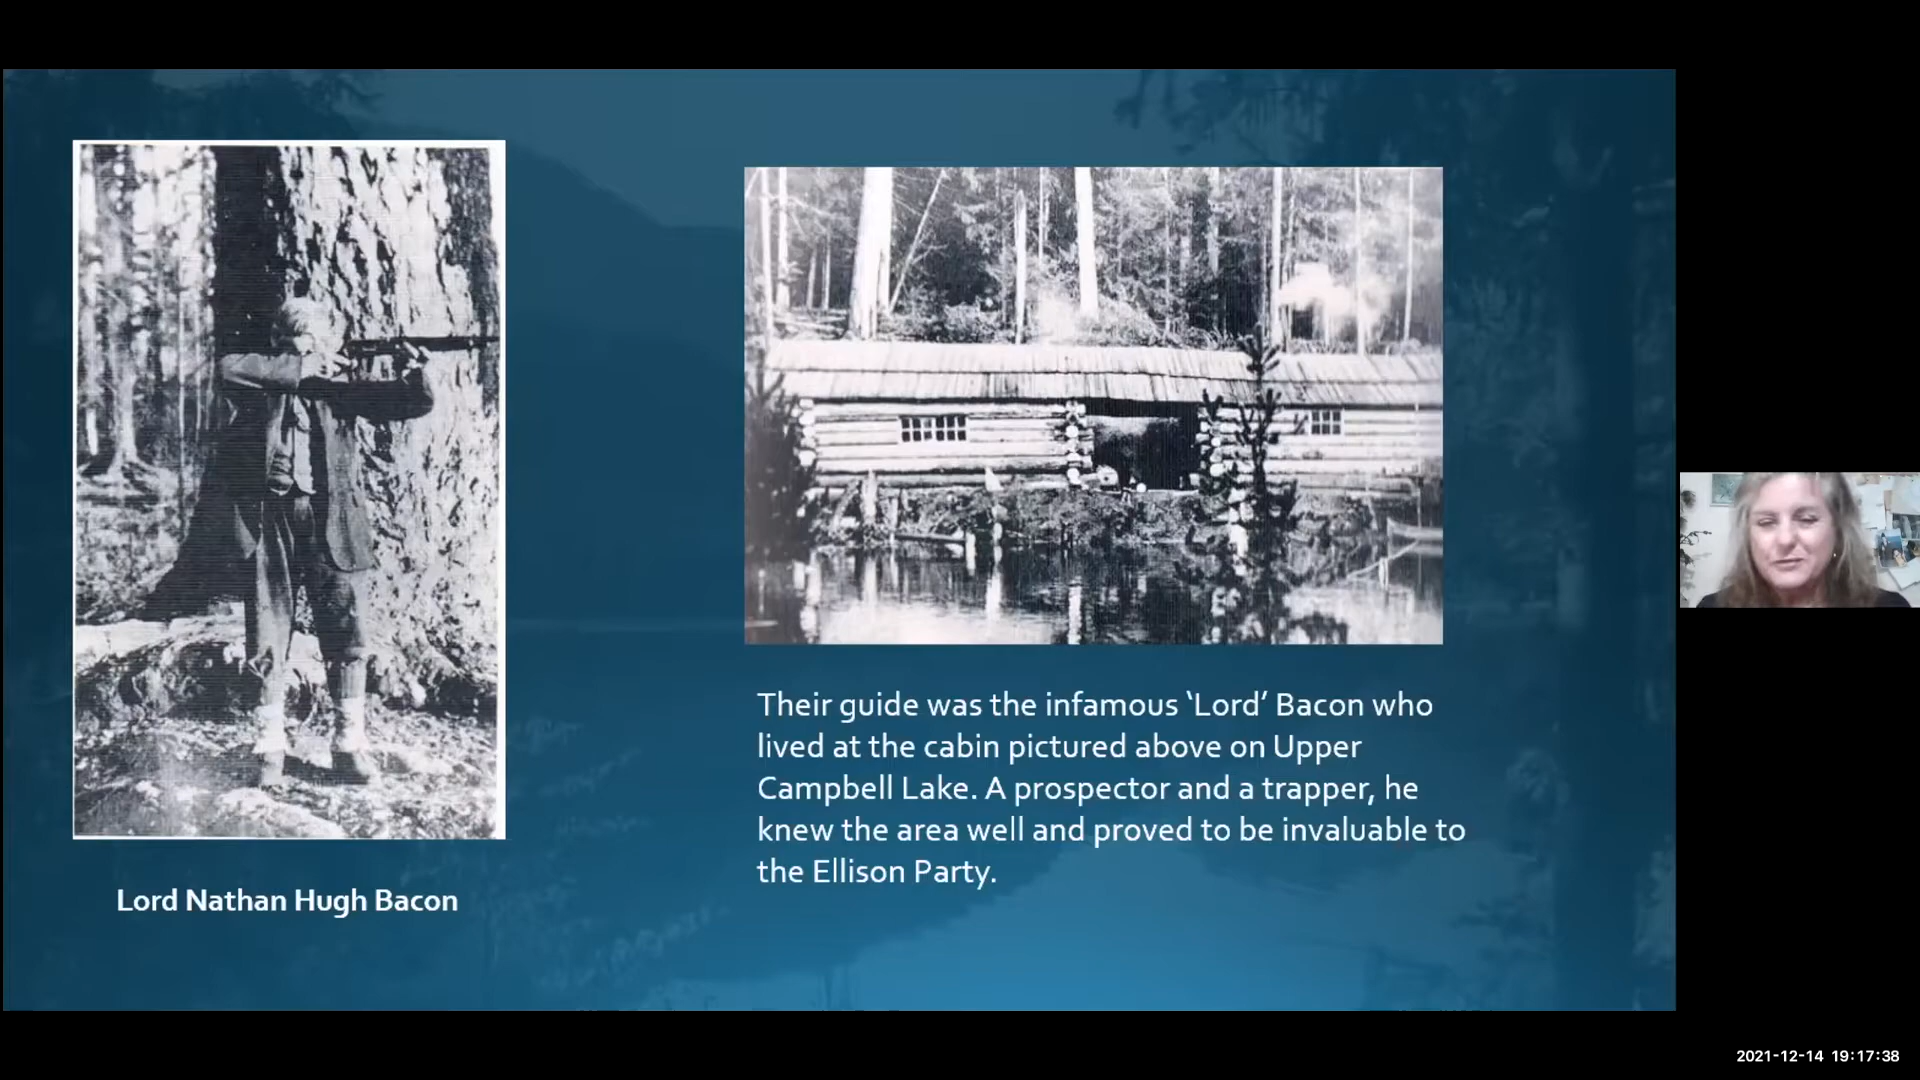 Their guide was the infamous ‘Lord’ Bacon who
lived at the cabin pictured above on Upper
Campbell Lake. A prospector and a trapper, he
knew the area well and proved to be invaluable to
the Ellison Party.
Lord Nathan Hugh Bacon
2021-12-14 19:17:38